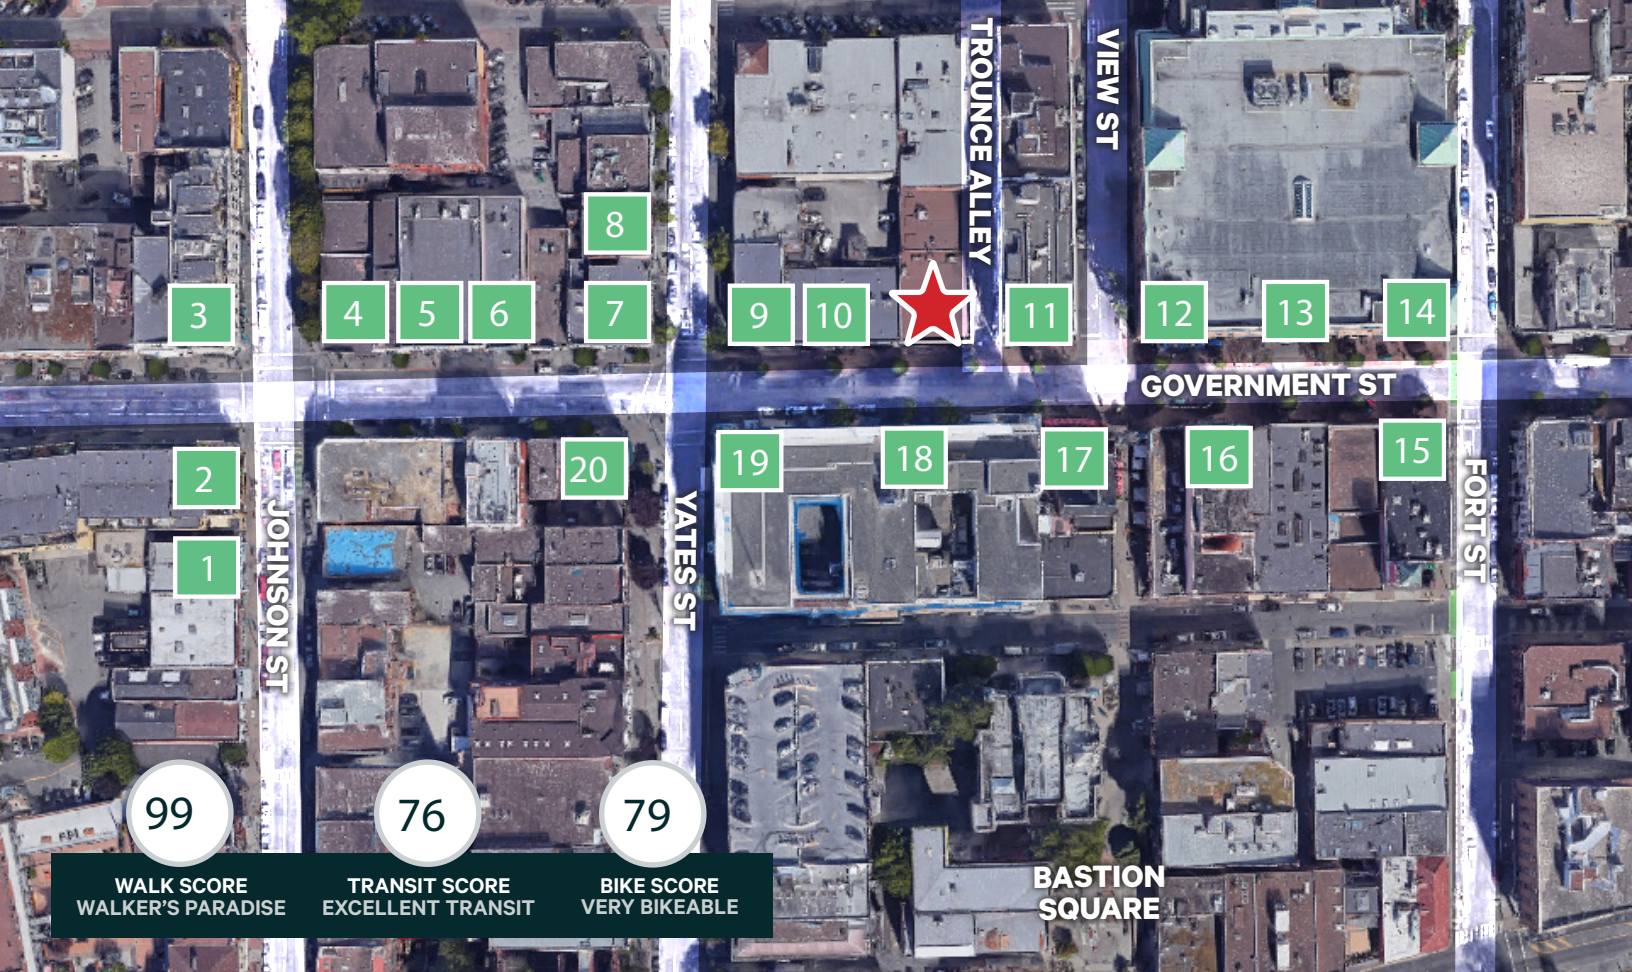 TROUNCE ALLEY
VIEW ST
8
3
4
5
6
7
9
10
11
12
13
14
GOVERNMENT ST
2
1
20
19
18
17
16
15
JOHNSON ST
YATES ST
FORT ST
99
76
79
WALK SCORE
WALKER'S PARADISE
TRANSIT SCORE
EXCELLENT TRANSIT
BIKE SCORE
VERY BIKEABLE
BASTION
SQUARE